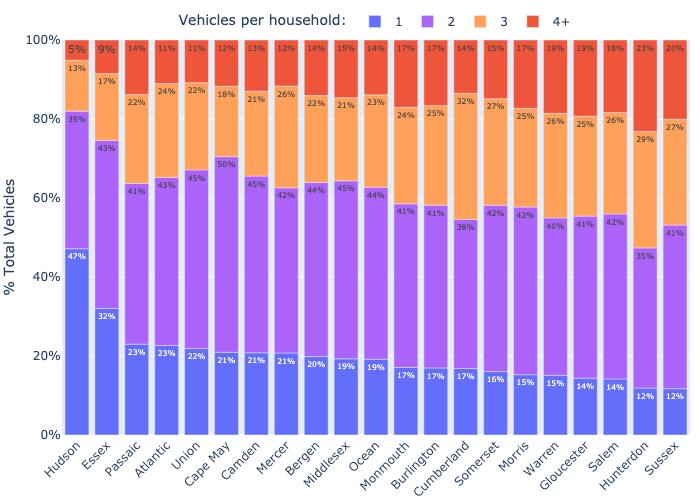 Vehicles per household: 1 2 3 4+
% Total Vehicles
100%
80%
60%
40%
20%
0%
5% 9% 14% 11% 11% 12% 13% 12% 14% 15% 14% 17% 17% 14% 15% 17% 19% 19% 18% 23% 20%
13% 17% 22% 24% 22% 18% 21% 26% 22% 21% 23% 24% 25% 32% 27% 25% 26% 25% 26% 29% 27%
35% 43% 41% 43% 45% 50% 45% 42% 44% 45% 44% 41% 41% 38% 42% 42% 40% 41% 42% 35% 41%
47% 32% 23% 23% 22% 21% 21% 21% 20% 19% 19% 17% 17% 17% 16% 15% 15% 14% 14% 12% 12%
Hudson
Essex
Passaic
Atlantic
Union
Cape May
Camden
Mercer
Bergen
Middlesex
Ocean
Monmouth
Burlington
Cumberland
Somerset
Morris
Warren
Gloucester
Salem
Hunterdon
Sussex